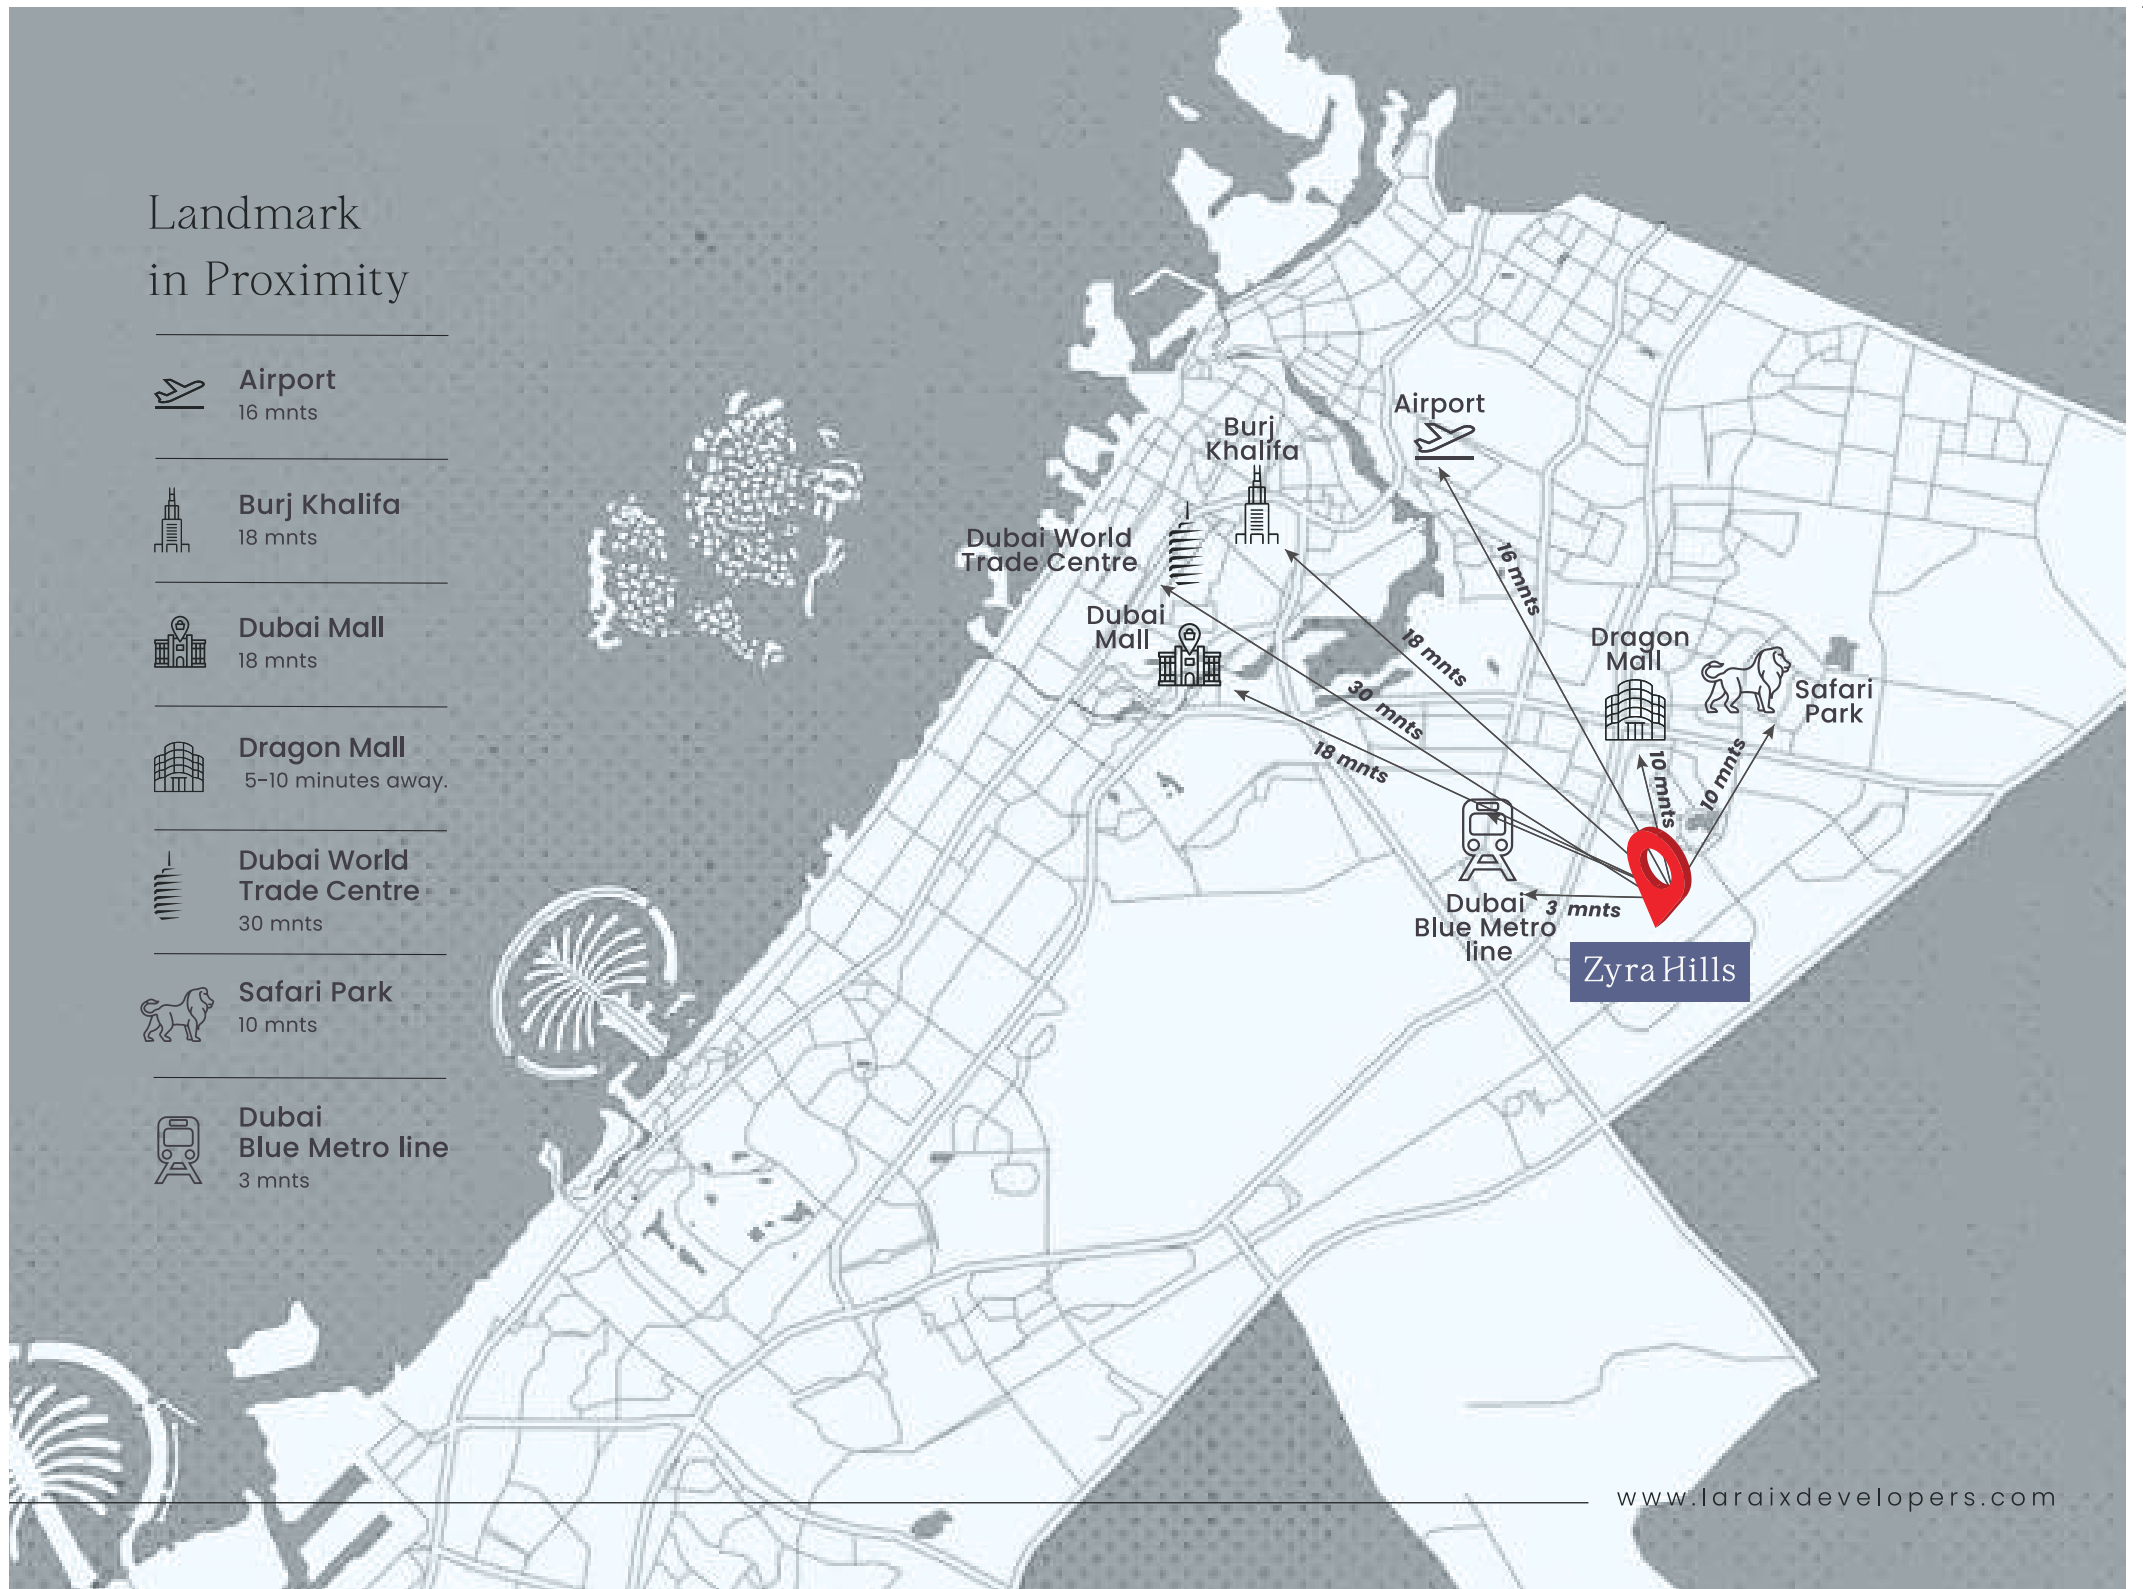 Landmark
in Proximity
Airport
16 mnts
Burj Khalifa
18 mnts
Dubai Mall
18 mnts
Dragon Mall
5-10 minutes away.
Dubai World
Trade Centre
30 mnts
Safari Park
10 mnts
Dubai
Blue Metro line
3 mnts
Airport
Burj
Khalifa
Dubai World
Trade Centre
Dubai
Mall
Dragon
Mall
Safari
Park
16 mnts
18 mnts
30 mnts
18 mnts
10 mnts
10 mnts
Dubai
Blue Metro
line
3 mnts
Zyra Hills
www.laraixdevelopers.com